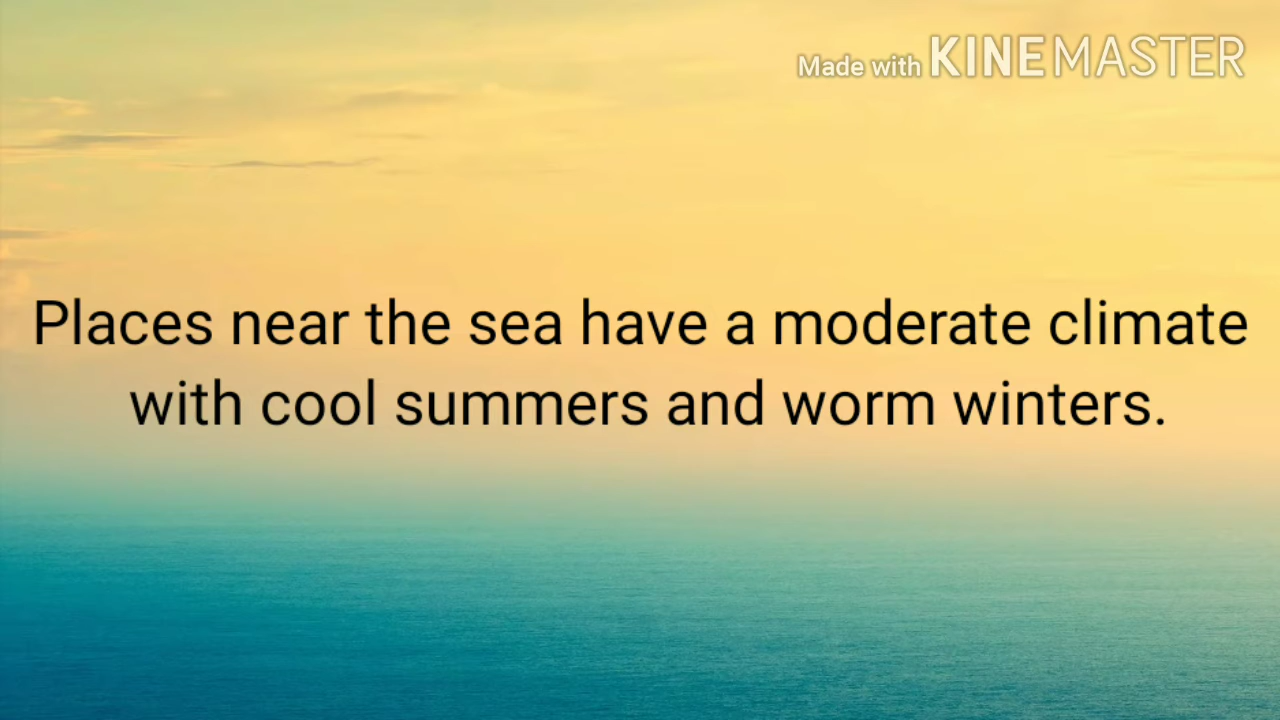 Made with KINEMASTER
Places near the sea have a moderate climate
with cool summers and worm winters.